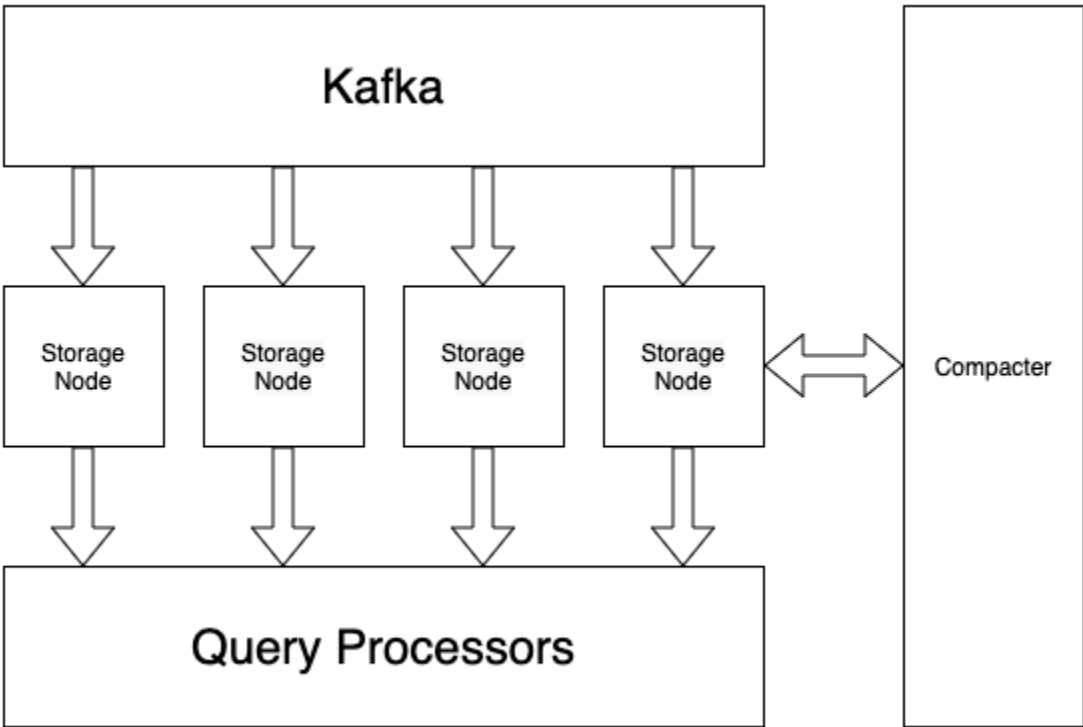 Kafka
Storage
Node
Storage
Node
Storage
Node
Storage
Node
Compacter
Query Processors